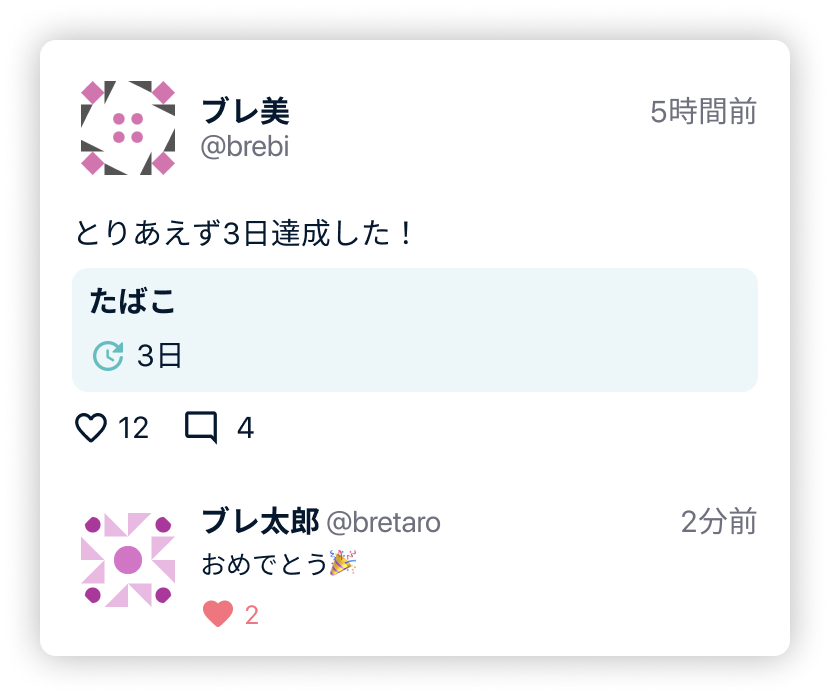 ブレ美
5時間前
@brebi
とりあえず3日達成した！
たばこ
3日
12 4
ブレ太郎 @bretaro 2分前
おめでとう🎉
2